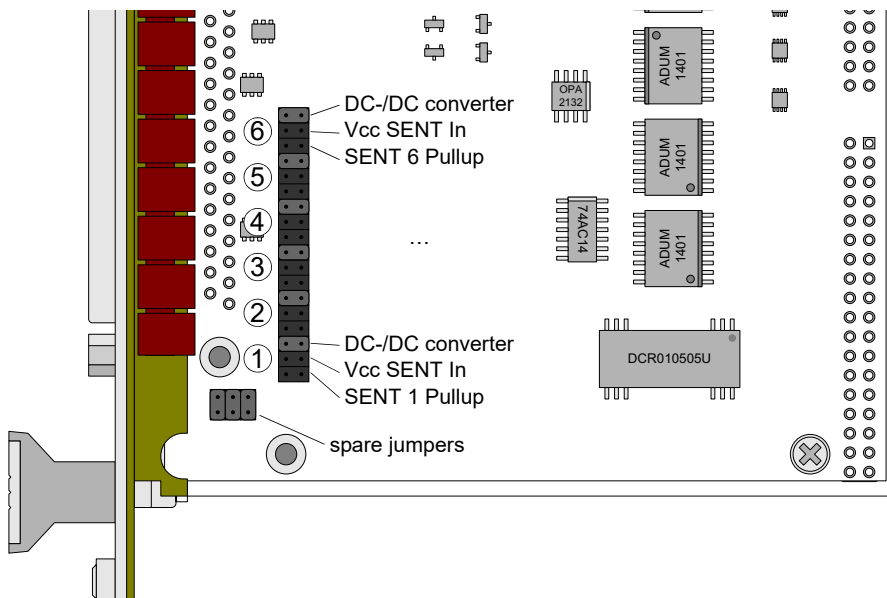 DC-/DC converter
Vcc SENT In
SENT 6 Pullup
6
5
4
3
2
1
...
DC-/DC converter
Vcc SENT In
SENT 1 Pullup
spare jumpers
OPA
2132
74AC14
ADUM
1401
ADUM
1401
ADUM
1401
DCR010505U